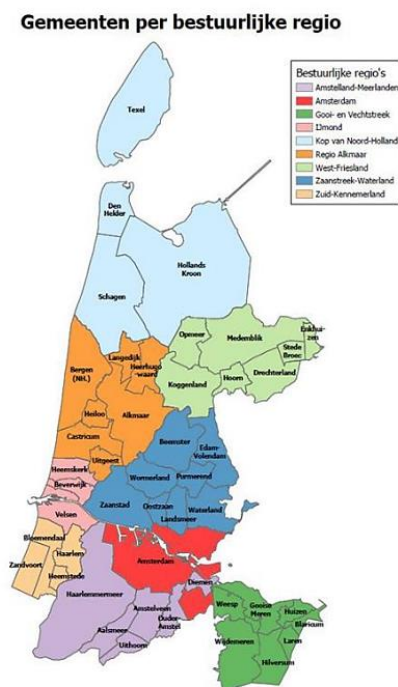 Gemeenten per bestuurlijke regio
Bestuurlijke regio's
Amstelland-Meerlanden
Amsterdam
Gooi- en Vechtstreek
IJmond
Kop van Noord-Holland
Regio Alkmaar
West-Friesland
Zaanstreek-Waterland
Zuid-Kennemerland
Texel
Den
Helder
Hollands
Kroon
Schagen
Opmeer
Medemblik
Enkhui-
zen
Stede
Broec
Drechterland
Hoorn
Koggenland
Langedijk
Heerhugo
waard
Bergen
(NH.)
Heiloo
Alkmaar
Castricum
Uitgeest
Beemster
Edam-
Volendam
Wormerland
Purmerend
Zaanstad
Oostzaan
Waterland
Landsmeer
Heemskerk
Beverwijk
Velsen
Bloemendaal
Haarlem
Zandvoort
Heemstede
Amsterdam
Diemen
Haarlemmermeer
Amstelveen
Ouder-
Amstel
Aalsmeer
Uithoorn
Weesp
Gooise
Meren
Huizen
Blaricum
Laren
Wijdemeren
Hilversum